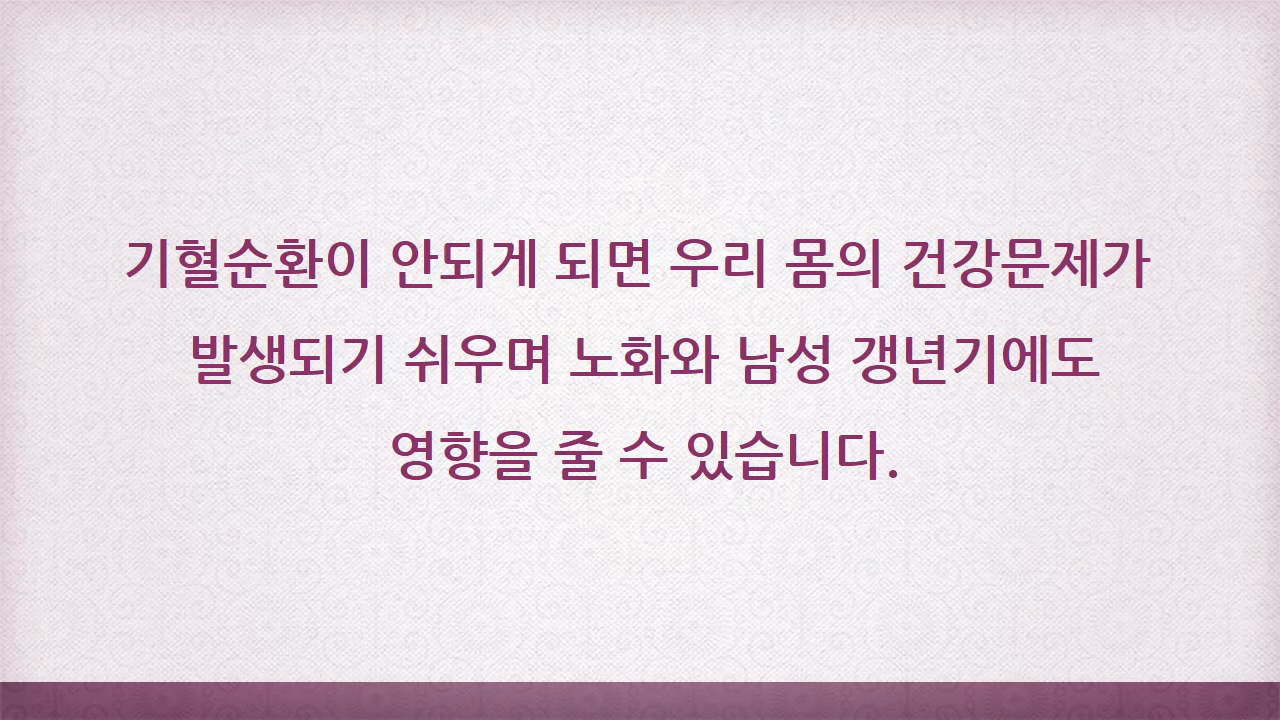 기혈순환이 안되게 되면 우리 몸의 건강문제가
발생되기 쉬우며 노화와 남성 갱년기에도
영향을 줄 수 있습니다.